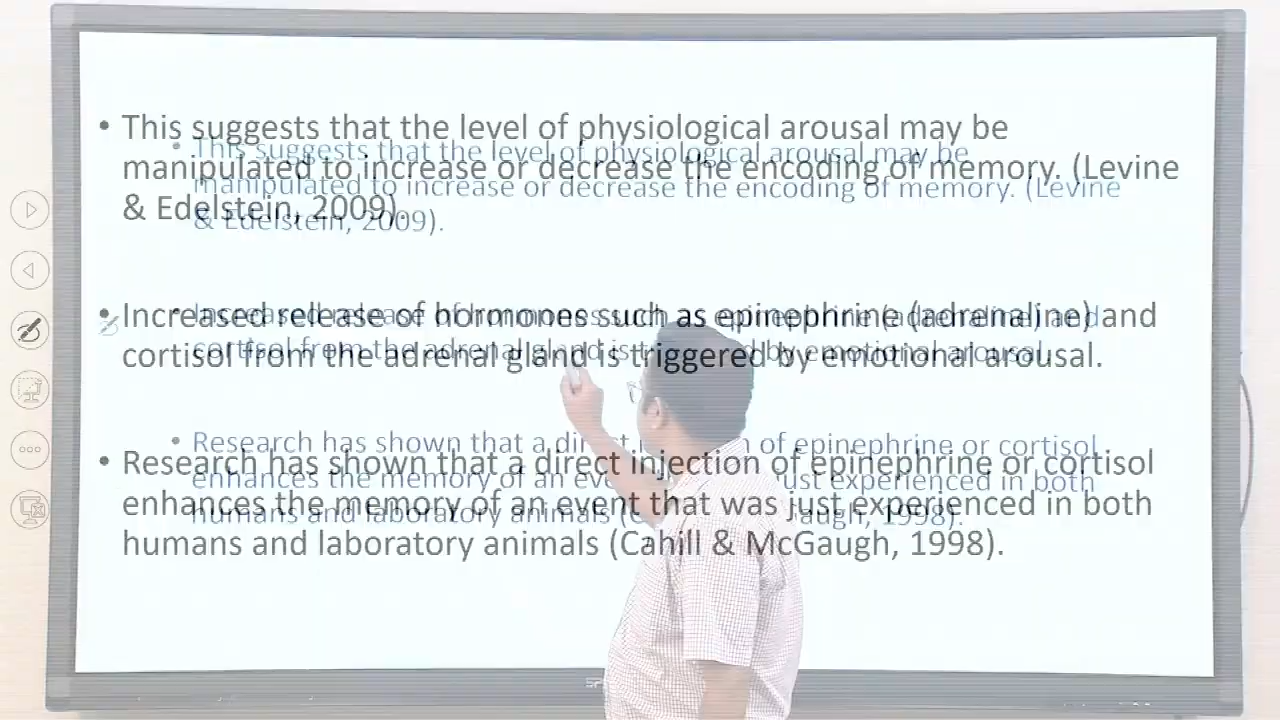 • This suggests that the level of physiological arousal may be
manipulated to increase or decrease the encoding of memory. (Levine
& Edelstein, 2009).
• Increased release of hormones such as epinephrine (adrenaline) and
cortisol from the adrenal gland is triggered by emotional arousal.
• Research has shown that a direct injection of epinephrine or cortisol
enhances the memory of an event that was just experienced in both
humans and laboratory animals (Cahill & McGaugh, 1998).